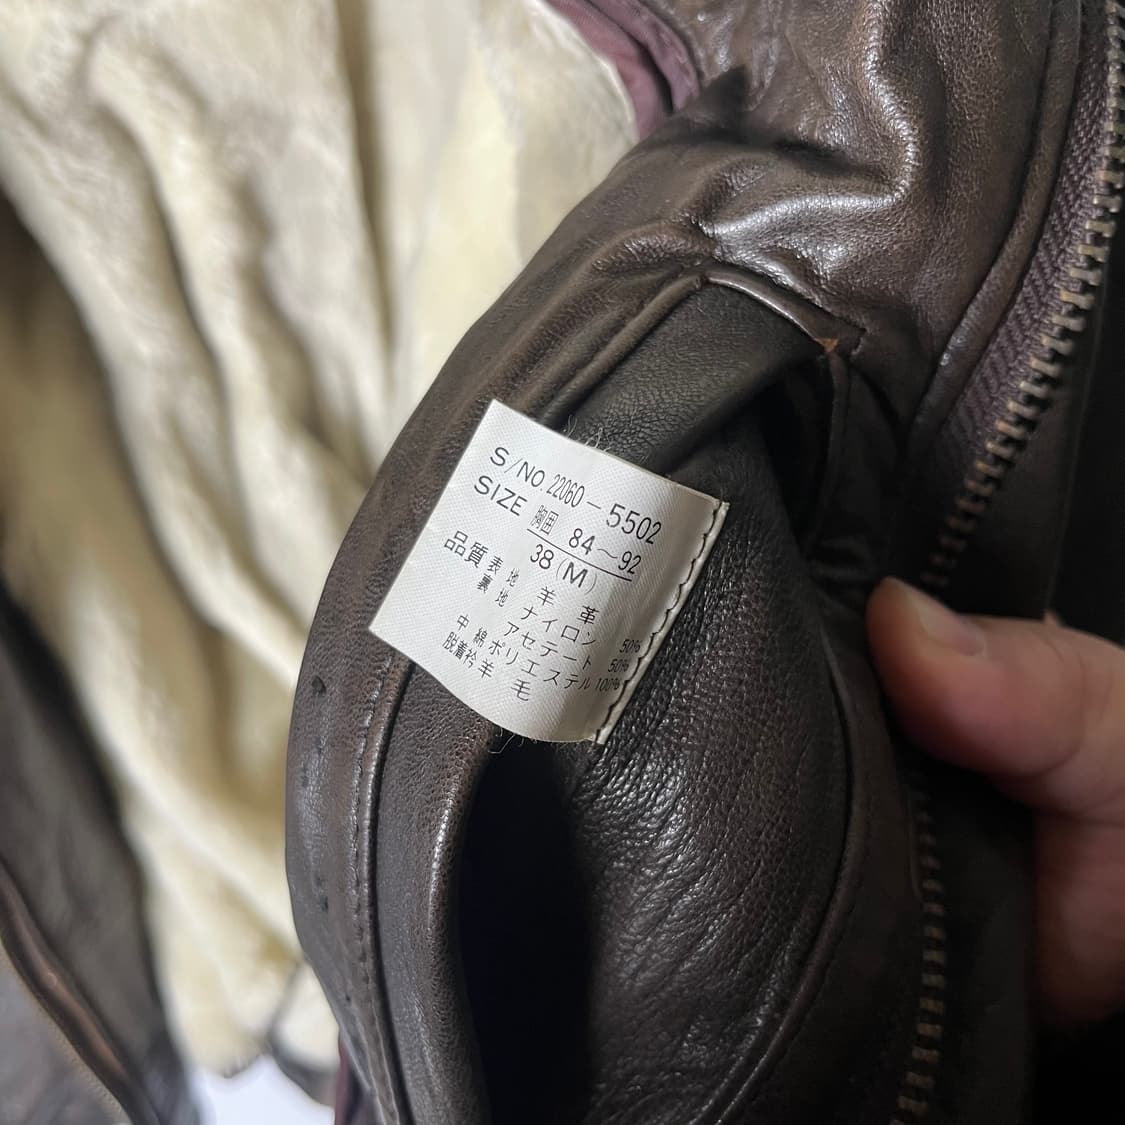 S/NO 22060-5502
SIZE 胸囲 84～92
38(M)
品質 表地 羊革
裏地 ナイロン 50%
アセテート 50%
中綿 ポリエステル 100%
脱着衿 羊毛